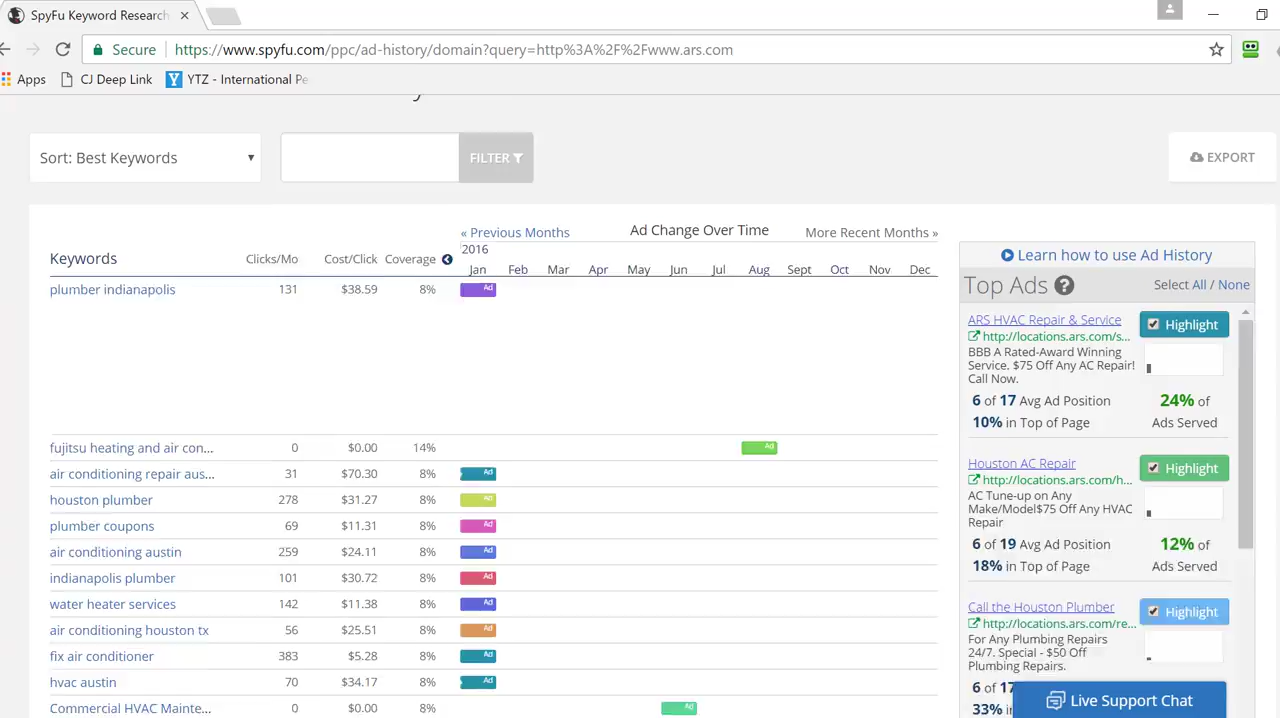 SpyFu Keyword Research
Secure
https://www.spyfu.com/ppc/ad-history/domain?query=http%3A%2F%2Fwww.ars.com
Apps
CJ Deep Link
YTZ - International Pe
Sort: Best Keywords
FILTER
EXPORT
« Previous Months
Ad Change Over Time
More Recent Months »
2016
Keywords Clicks/Mo Cost/Click Coverage Jan Feb Mar Apr May Jun Jul Aug Sept Oct Nov Dec
plumber indianapolis 131 $38.59 8% Ad
fujitsu heating and air con... 0 $0.00 14% Ad
air conditioning repair aus... 31 $70.30 8% Ad
houston plumber 278 $31.27 8% Ad
plumber coupons 69 $11.31 8% Ad
air conditioning austin 259 $24.11 8% Ad
indianapolis plumber 101 $30.72 8% Ad
water heater services 142 $11.38 8% Ad
air conditioning houston tx 56 $25.51 8% Ad
fix air conditioner 383 $5.28 8% Ad
hvac austin 70 $34.17 8% Ad
Commercial HVAC Mainte... 0 $0.00 8% Ad
Learn how to use Ad History
Top Ads ? Select All / None
ARS HVAC Repair & Service
Highlight
http://locations.ars.com/s...
BBB A Rated-Award Winning
Service. $75 Off Any AC Repair!
Call Now.
6 of 17 Avg Ad Position
24% of
10% in Top of Page
Ads Served
Houston AC Repair
Highlight
http://locations.ars.com/h...
AC Tune-up on Any
Make/Model$75 Off Any HVAC
Repair
6 of 19 Avg Ad Position
12% of
18% in Top of Page
Ads Served
Call the Houston Plumber
Highlight
http://locations.ars.com/re...
For Any Plumbing Repairs
24/7. Special - $50 Off
Plumbing Repairs.
6 of 17
33% in
Live Support Chat